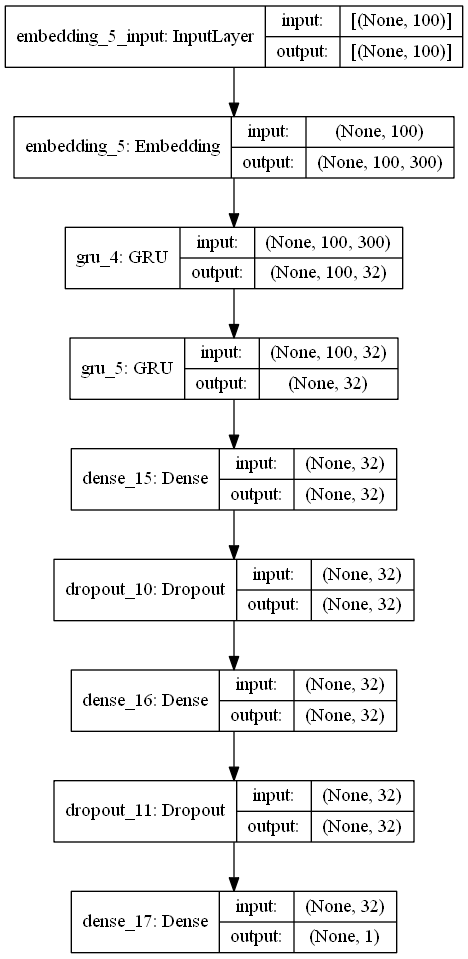 embedding_5_input: InputLayer
input: [(None, 100)]
output: [(None, 100)]
embedding_5: Embedding
input: (None, 100)
output: (None, 100, 300)
gru_4: GRU
input: (None, 100, 300)
output: (None, 100, 32)
gru_5: GRU
input: (None, 100, 32)
output: (None, 32)
dense_15: Dense
input: (None, 32)
output: (None, 32)
dropout_10: Dropout
input: (None, 32)
output: (None, 32)
dense_16: Dense
input: (None, 32)
output: (None, 32)
dropout_11: Dropout
input: (None, 32)
output: (None, 32)
dense_17: Dense
input: (None, 32)
output: (None, 1)